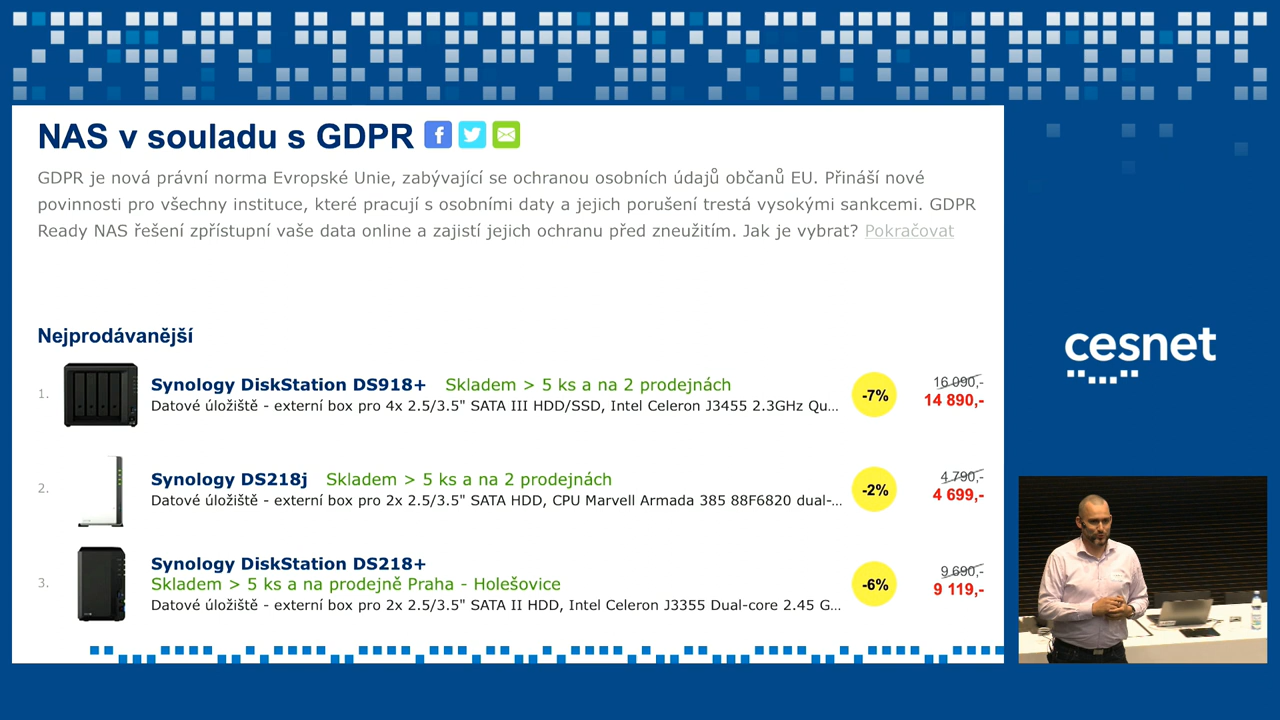 NAS v souladu s GDPR
GDPR je nová právní norma Evropské Unie, zabývající se ochranou osobních údajů občanů EU. Přináší nové
povinnosti pro všechny instituce, které pracují s osobními daty a jejich porušení trestá vysokými sankcemi. GDPR
Ready NAS řešení zpřístupní vaše data online a zajistí jejich ochranu před zneužitím. Jak je vybrat? Pokračovat
Nejprodávanější
1.
Synology DiskStation DS918+ Skladem > 5 ks a na 2 prodejnách
Datové úložiště - externí box pro 4x 2.5/3.5" SATA III HDD/SSD, Intel Celeron J3455 2.3GHz Qu...
-7%
16 090,-
14 890,-
2.
Synology DS218j Skladem > 5 ks a na 2 prodejnách
Datové úložiště - externí box pro 2x 2.5/3.5" SATA HDD, CPU Marvell Armada 385 88F6820 dual-...
-2%
4 790,-
4 699,-
3.
Synology DiskStation DS218+
Skladem > 5 ks a na prodejně Praha - Holešovice
Datové úložiště - externí box pro 2x 2.5/3.5" SATA II HDD, Intel Celeron J3355 Dual-core 2.45 G...
-6%
9 690,-
9 119,-
cesnet